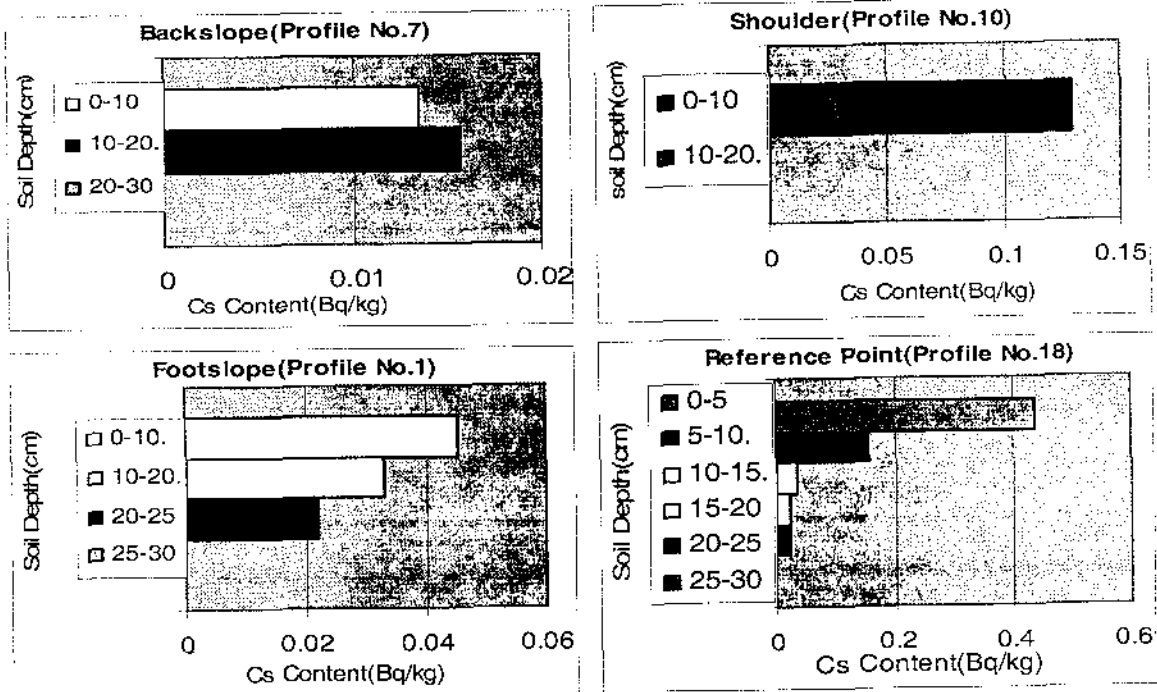 Backslope(Profile No.7)
Soil Depth(cm)
0-10
10-20.
20-30
0 0.01 0.02
Cs Content(Bq/kg)
Shoulder(Profile No.10)
soil Depth(cm)
0-10
10-20.
0 0.05 0.1 0.15
Cs Content(Bq/kg)
Footslope(Profile No.1)
Soil Depth(cm)
0-10.
10-20.
20-25
25-30
0 0.02 0.04 0.06
Cs Content(Bq/kg)
Reference Point(Profile No.18)
Soil Depth(cm)
0-5
5-10.
10-15.
15-20
20-25
25-30
0 0.2 0.4 0.6
Cs Content(Bq/kg)